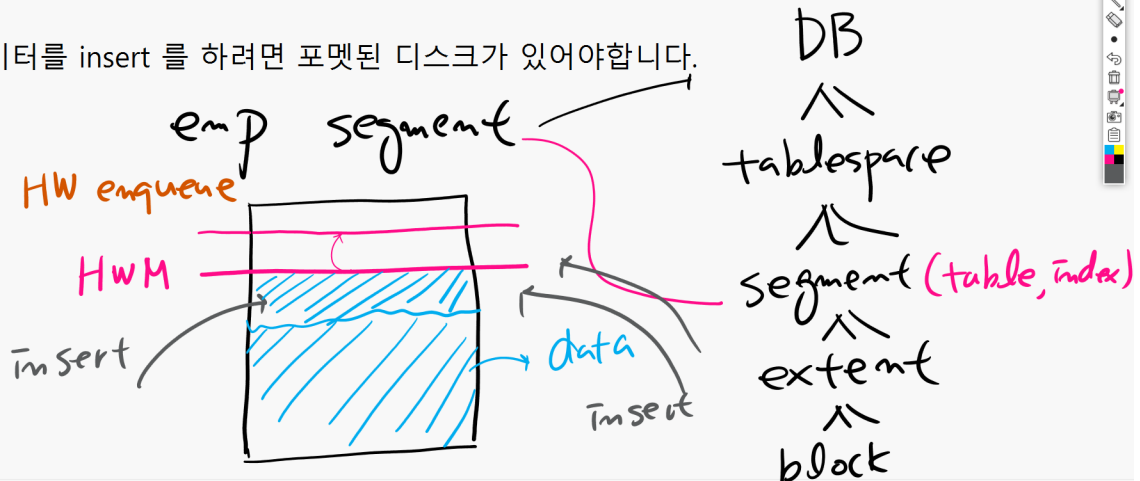 이터를 insert 를 하려면 포멧된 디스크가 있어야합니다.
emp segment
HW enqueue
HWM
insert
data
insert
DB
tablespace
segment (table, index)
extent
block